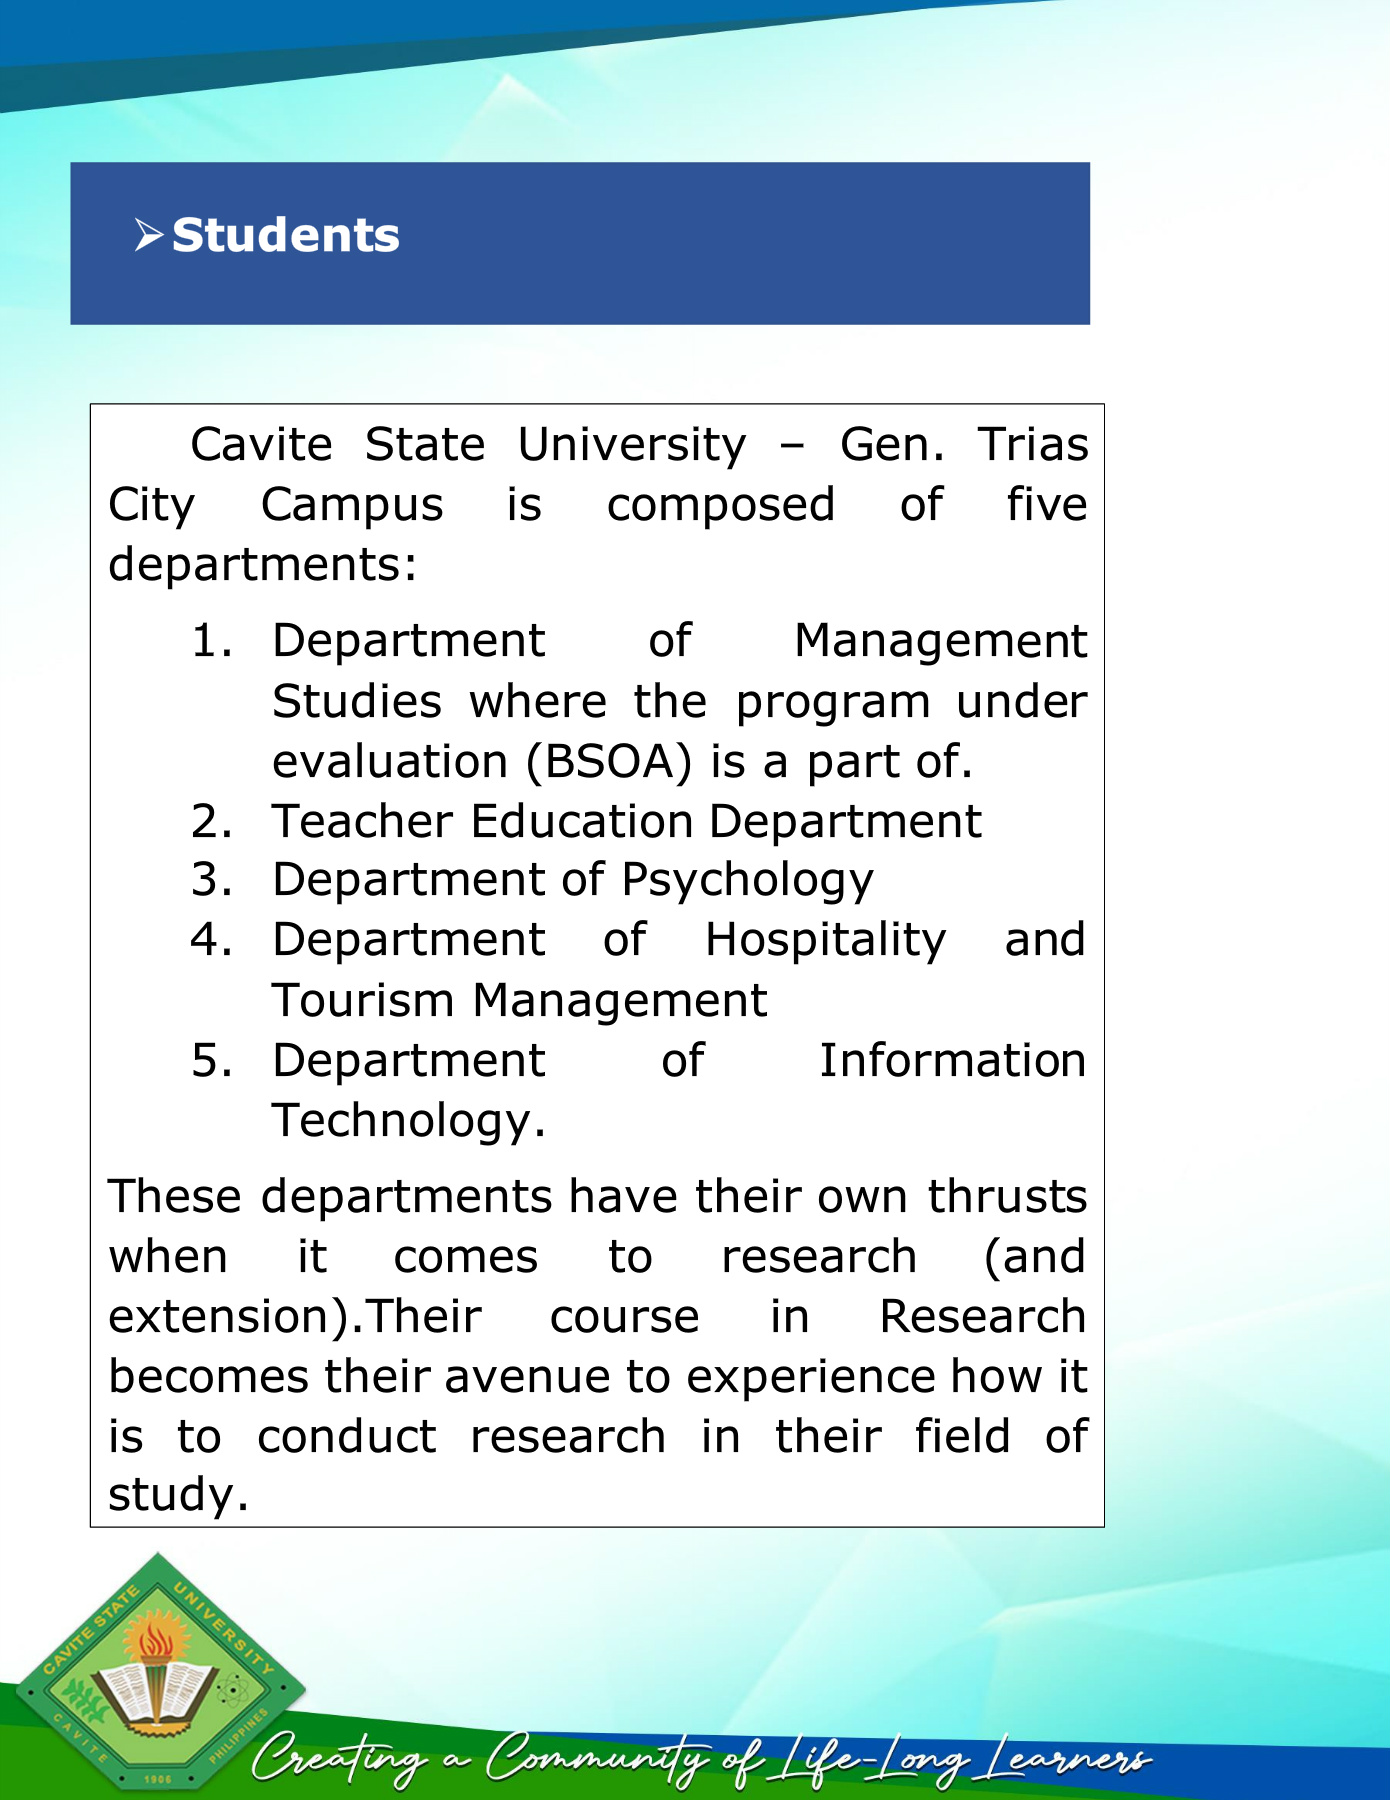 ➢Students
Cavite State University – Gen. Trias
City Campus is composed of five
departments:
1. Department of Management
Studies where the program under
evaluation (BSOA) is a part of.
2. Teacher Education Department
3. Department of Psychology
4. Department of Hospitality and
Tourism Management
5. Department of Information
Technology.
These departments have their own thrusts
when it comes to research (and
extension).Their course in Research
becomes their avenue to experience how it
is to conduct research in their field of
study.
CAVITE STATE UNIVERSITY
CAVITE PHILIPPINES
1906
Creating a Community of Life-Long Learners